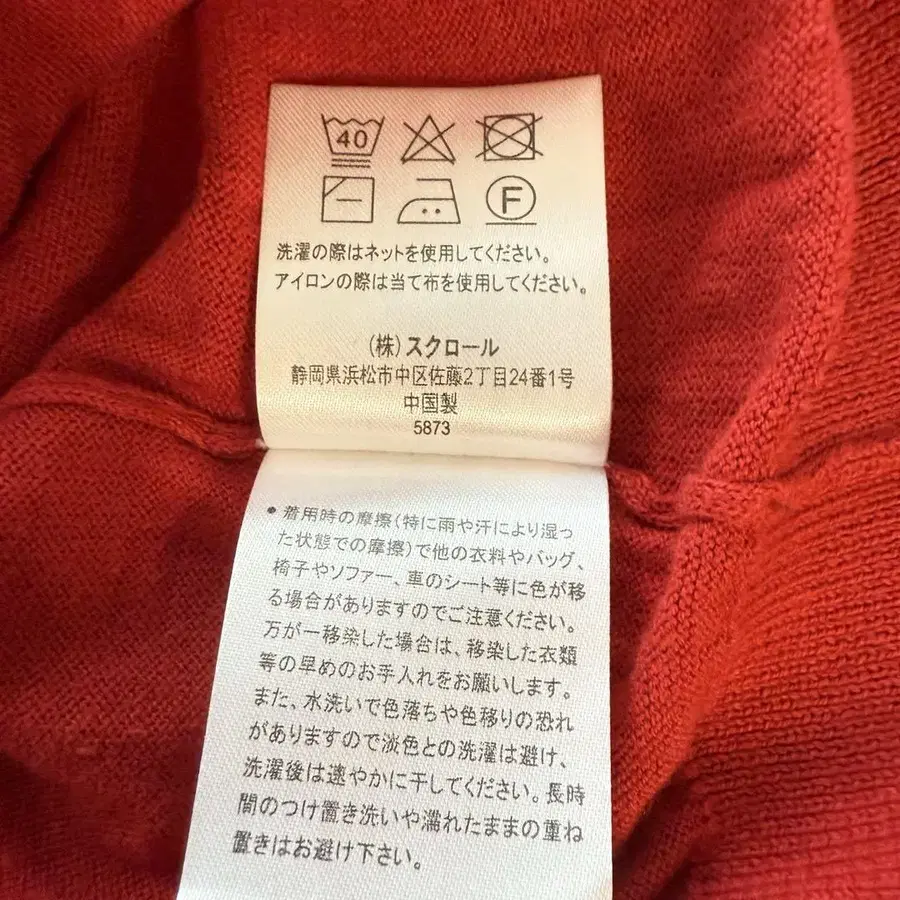 40
F
洗濯の際はネットを使用してください。
アイロンの際は当て布を使用してください。
(株)スクロール
静岡県浜松市中区佐藤2丁目24番1号
中国製
5873
• 着用時の摩擦(特に雨や汗により湿っ
た状態での摩擦)で他の衣料やバッグ、
椅子やソファー、車のシート等に色が移
る場合がありますのでご注意ください。
万が一移染した場合は、移染した衣類
等の早めのお手入れをお願いします。
また、水洗いで色落ちや色移りの恐れ
がありますので淡色との洗濯は避け、
洗濯後は速やかに干してください。長時
間のつけ置き洗いや濡れたままの重ね
置きはお避け下さい。